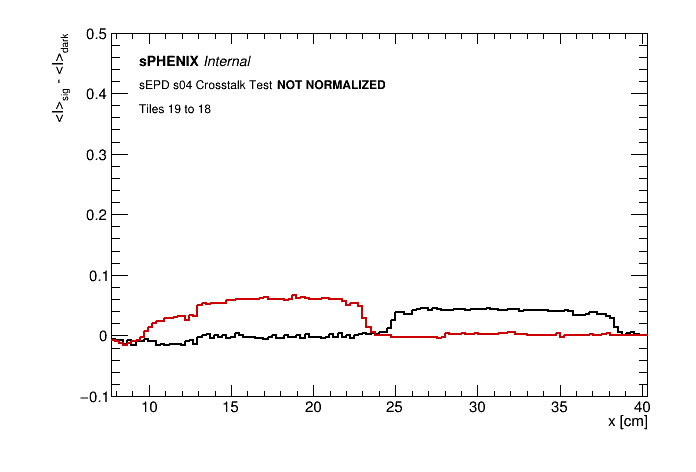 0.5
0.4
0.3
0.2
0.1
0
−0.1
<I>sig - <I>dark
sPHENIX Internal
sEPD s04 Crosstalk Test NOT NORMALIZED
Tiles 19 to 18
10 15 20 25 30 35 40
x [cm]